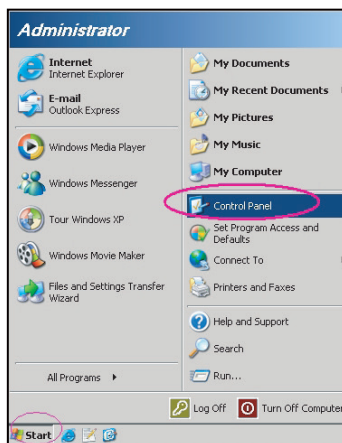 Administrator
Internet
Internet Explorer
E-mail
Outlook Express
Windows Media Player
Windows Messenger
Tour Windows XP
Windows Movie Maker
Files and Settings Transfer
Wizard
All Programs
My Documents
My Recent Documents
My Pictures
My Music
My Computer
Control Panel
Set Program Access and
Defaults
Connect To
Printers and Faxes
Help and Support
Search
Run...
Log Off
Turn Off Computer
Start